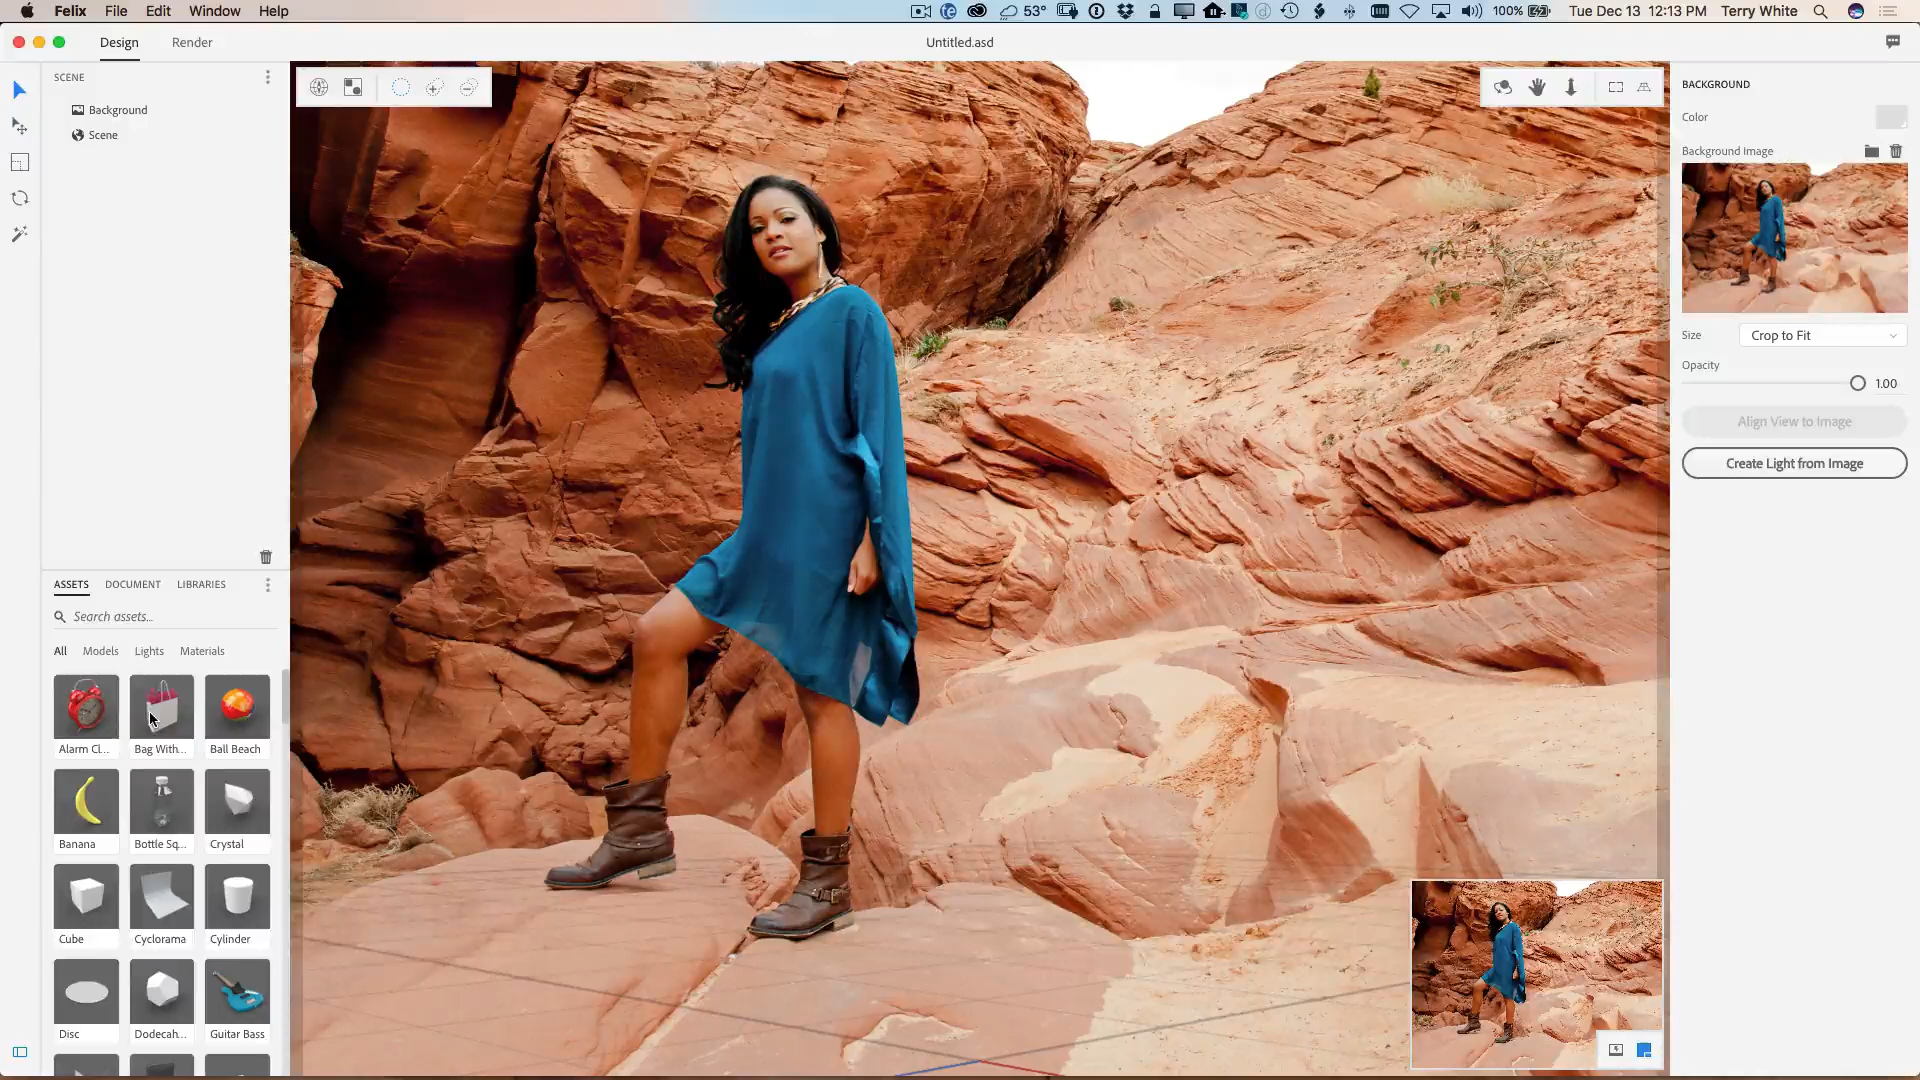 Felix File Edit Window Help
53° 100% Tue Dec 13 12:13 PM Terry White
Design Render Untitled.asd
SCENE
Background
Scene
ASSETS DOCUMENT LIBRARIES
Search assets...
All Models Lights Materials
Alarm Cl... Bag With... Ball Beach
Banana Bottle Sq... Crystal
Cube Cyclorama Cylinder
Disc Dodecah... Guitar Bass
BACKGROUND
Color
Background Image
Size Crop to Fit
Opacity
1.00
Align View to Image
Create Light from Image